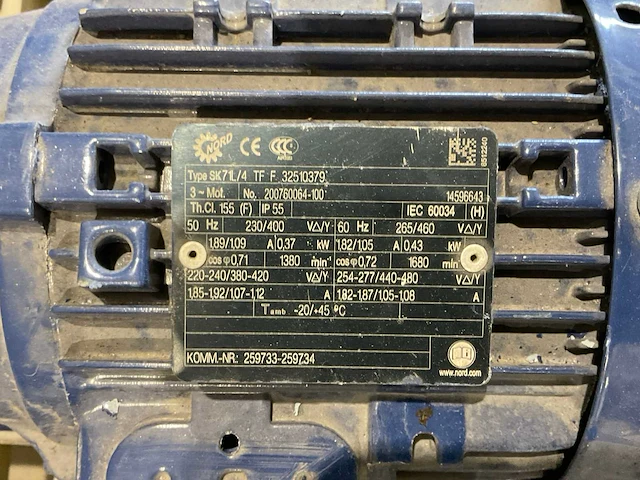 NORD CE CCC
Type SK71L/4 TF F. 32510379
3~Mot. No. 200760064-100 14596643
Th.Cl. 155 (F) IP 55 IEC 60034 (H)
50 Hz 230/400 V△/Y 60 Hz 265/460 V△/Y
1,89/1,09 A 0,37 kW 1,82/1,05 A 0,43 kW
cos φ 0,71 1380 min⁻¹ cos φ 0,72 1680 min⁻¹
220-240/380-420 V△/Y 254-277/440-480 V△/Y
1,85-1,92/1,07-1,12 A 1,82-1,87/1,05-1,08 A
Tamb -20/+45 °C
KOMM.-NR.: 259733-259734
www.nord.com